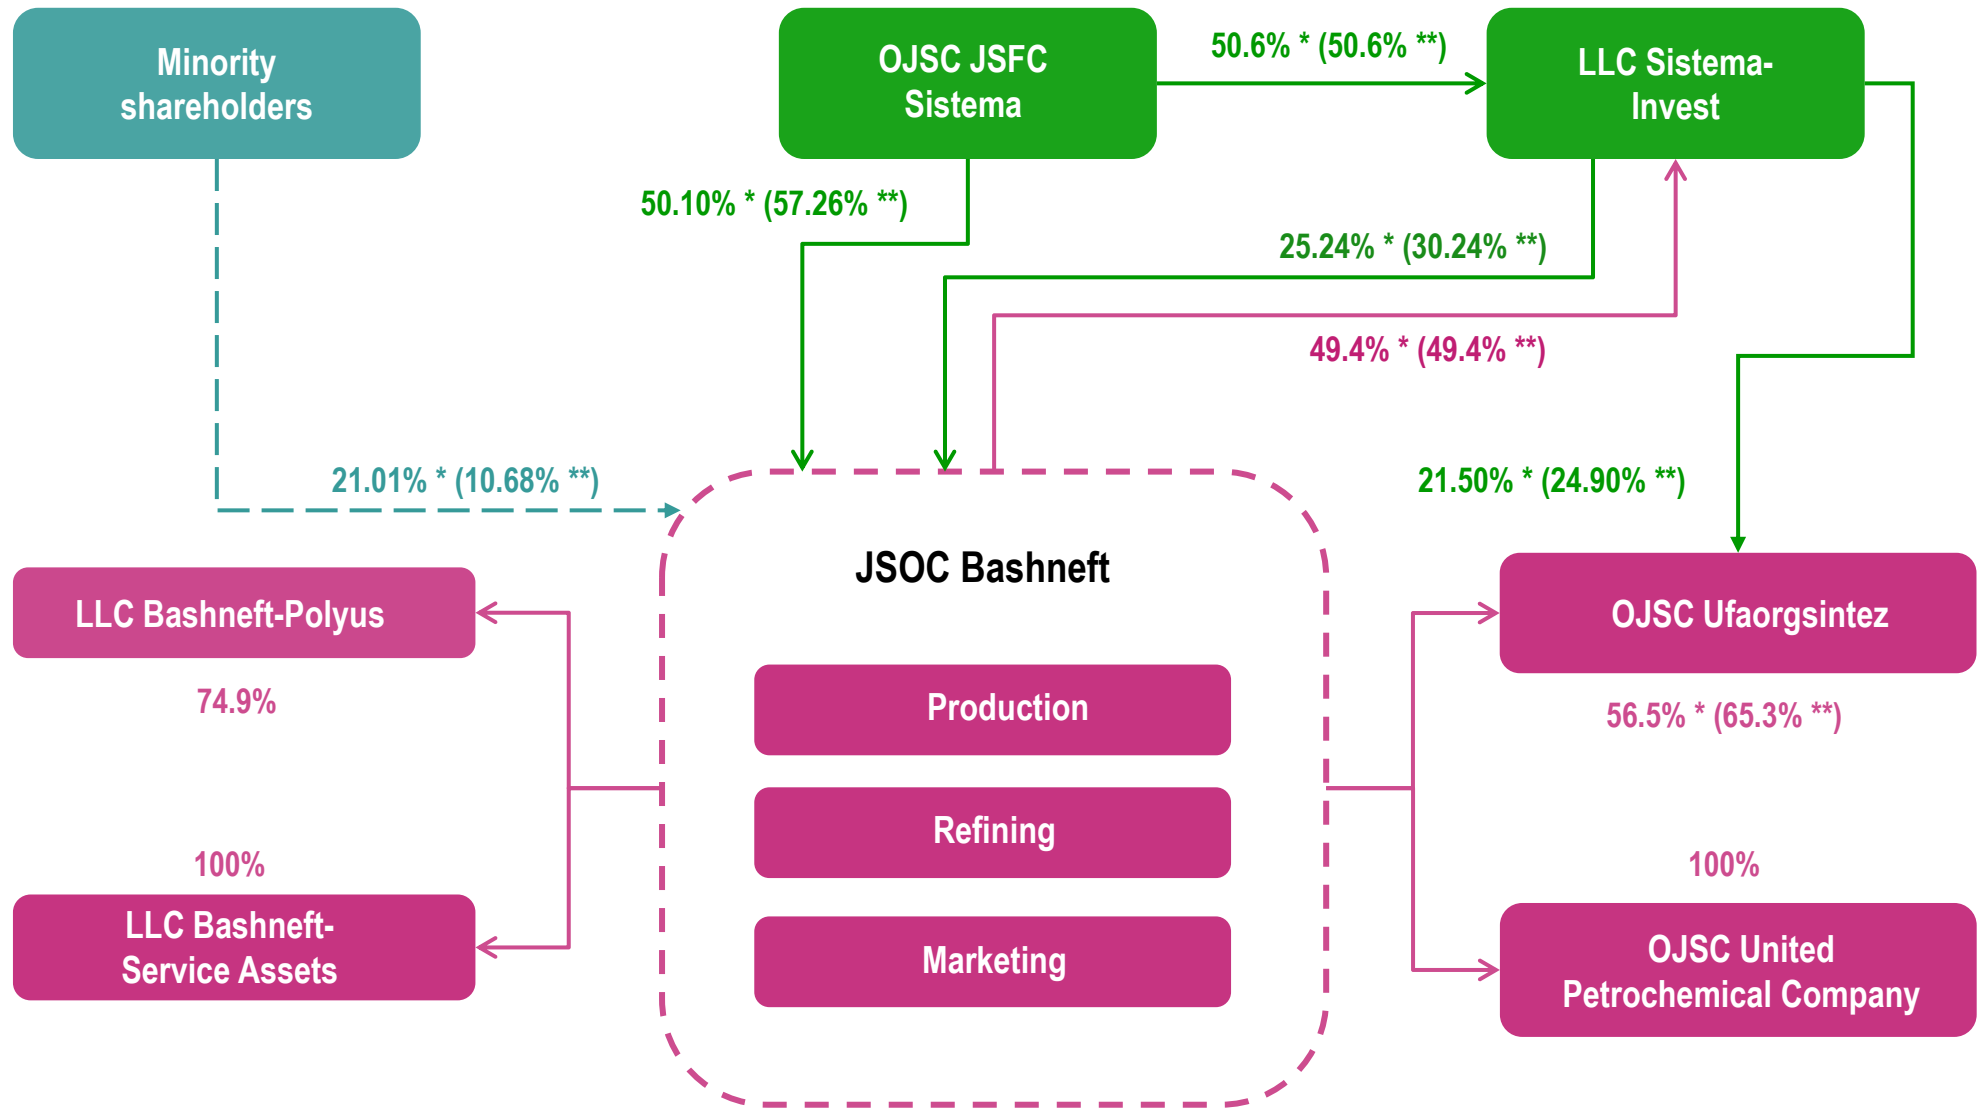 Minority
shareholders
OJSC JSFC
Sistema
50.6% * (50.6% **)
LLC Sistema-
Invest
50.10% * (57.26% **)
25.24% * (30.24% **)
49.4% * (49.4% **)
21.01% * (10.68% **)
21.50% * (24.90% **)
JSOC Bashneft
LLC Bashneft-Polyus
74.9%
OJSC Ufaorgsintez
56.5% * (65.3% **)
Production
Refining
Marketing
100%
LLC Bashneft-
Service Assets
100%
OJSC United
Petrochemical Company